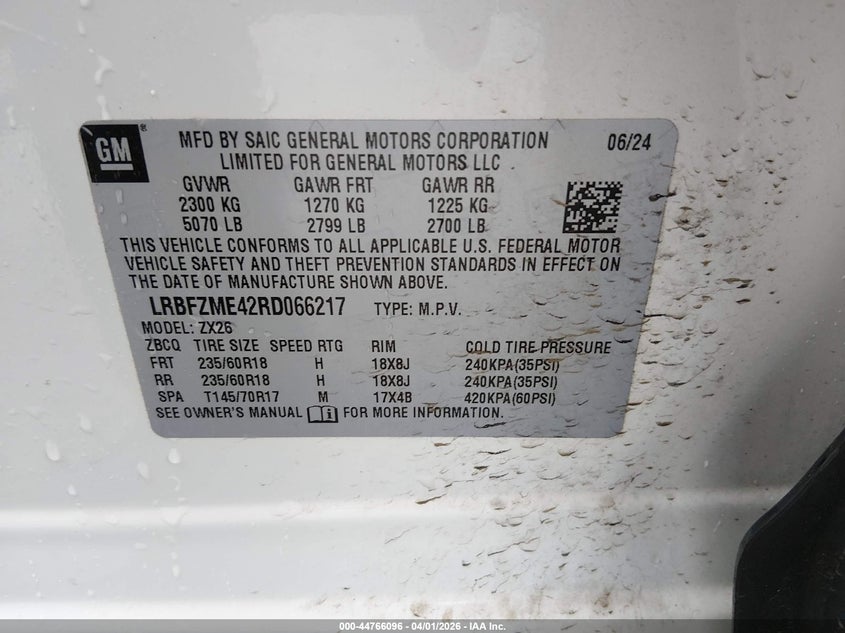 GM ®
MFD BY SAIC GENERAL MOTORS CORPORATION 06/24
LIMITED FOR GENERAL MOTORS LLC .
GVWR GAWR FRT GAWR RR
2300 KG 1270 KG 1225 KG
5070 LB 2799 LB 2700 LB
THIS VEHICLE CONFORMS TO ALL APPLICABLE U.S. FEDERAL MOTOR
VEHICLE SAFETY AND THEFT PREVENTION STANDARDS IN EFFECT ON
THE DATE OF MANUFACTURE SHOWN ABOVE.
LRBFZME42RD066217 TYPE: M.P.V.
MODEL: ZX26
ZBCQ TIRE SIZE SPEED RTG RIM COLD TIRE PRESSURE
FRT 235/60R18 H 18X8J 240KPA(35PSI)
RR 235/60R18 H 18X8J 240KPA(35PSI)
SPA T145/70R17 M 17X4B 420KPA(60PSI)
SEE OWNER'S MANUAL FOR MORE INFORMATION.
000-44766096 - 04/01/2026 - IAA Inc.